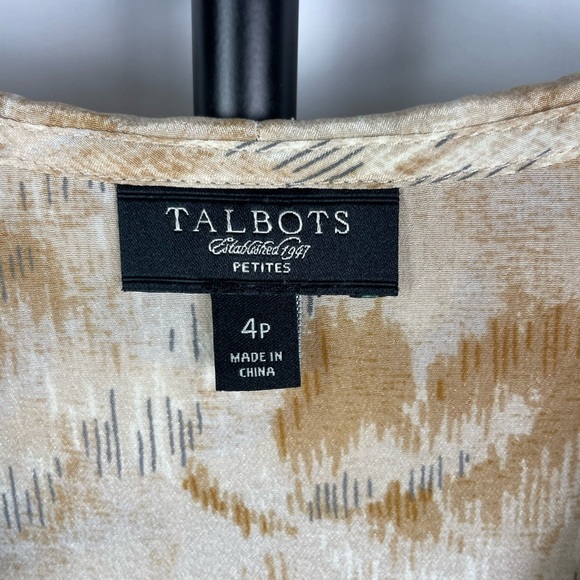 TALBOTS
Established 1947
PETITES
4P
MADE IN
CHINA